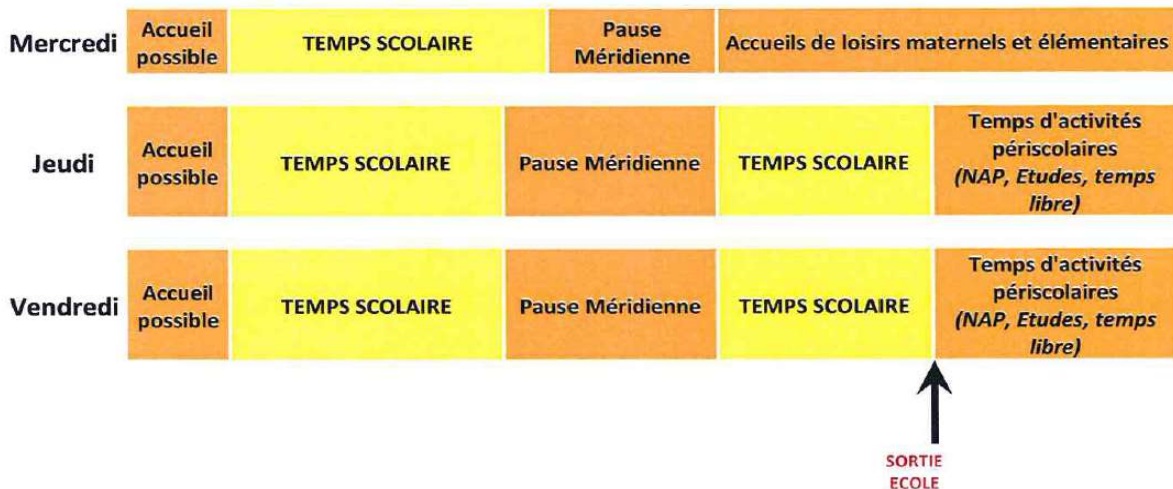 Mercredi
Accueil
possible
TEMPS SCOLAIRE
Pause
Méridienne
Accueils de loisirs maternels et élémentaires
Jeudi
Accueil
possible
TEMPS SCOLAIRE
Pause Méridienne
TEMPS SCOLAIRE
Temps d'activités
périscolaires
(NAP, Etudes, temps
libre)
Vendredi
Accueil
possible
TEMPS SCOLAIRE
Pause Méridienne
TEMPS SCOLAIRE
Temps d'activités
périscolaires
(NAP, Etudes, temps
libre)
SORTIE
ECOLE